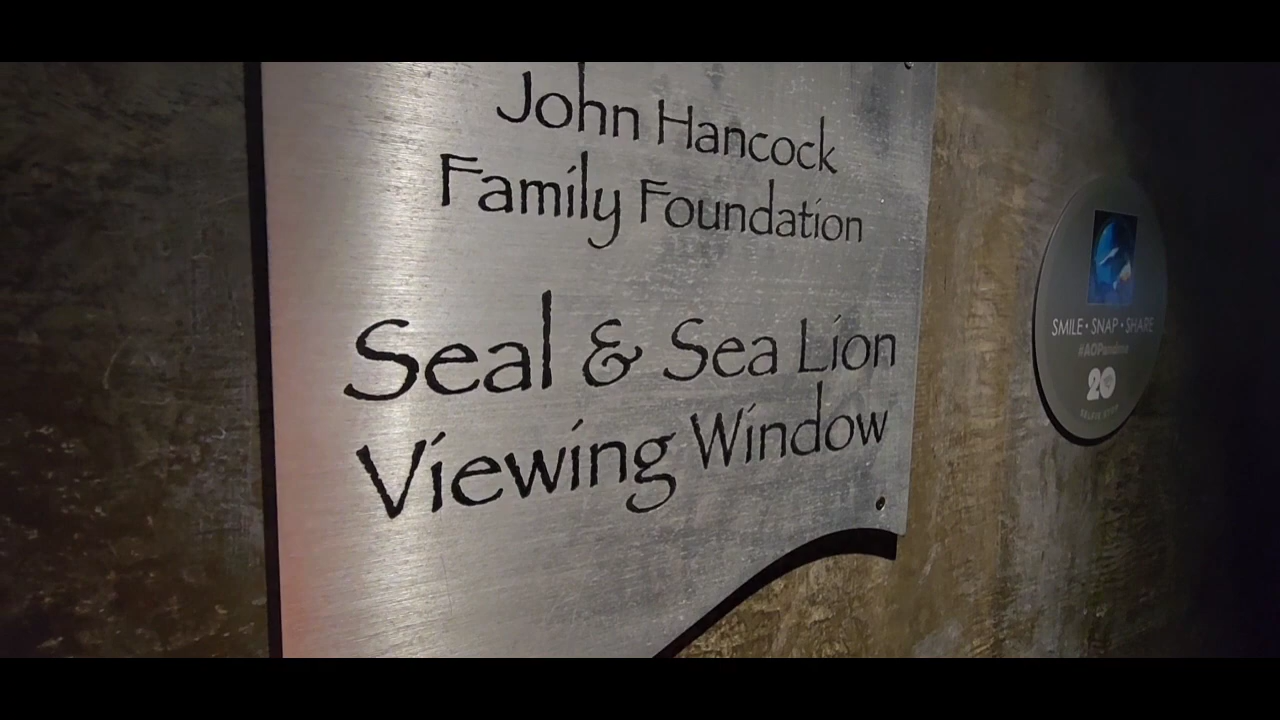 John Hancock
Family Foundation
Seal & Sea Lion
Viewing Window
SMILE • SNAP • SHARE
20